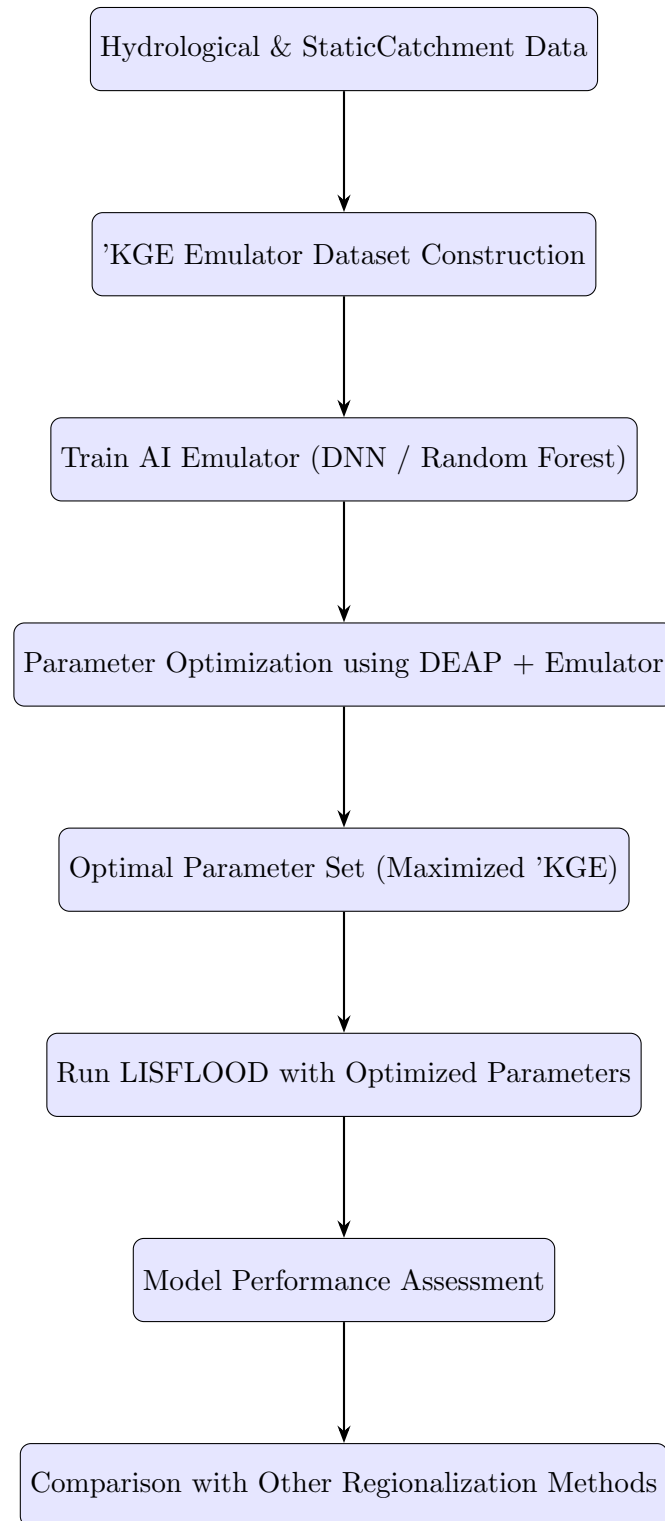 Hydrological & StaticCatchment Data
'KGE Emulator Dataset Construction
Train AI Emulator (DNN / Random Forest)
Parameter Optimization using DEAP + Emulator
Optimal Parameter Set (Maximized 'KGE)
Run LISFLOOD with Optimized Parameters
Model Performance Assessment
Comparison with Other Regionalization Methods